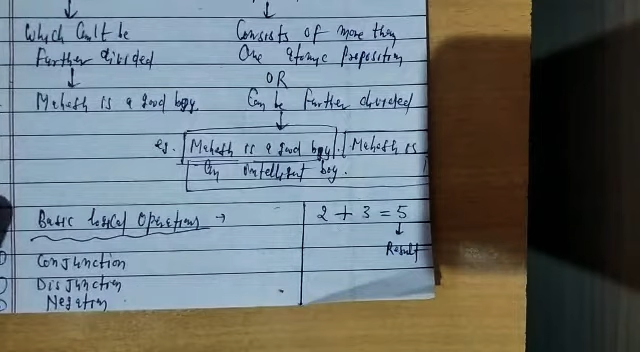 Which Can't be
Further divided
Mahesh is a good boy
Consists of more than
One atomic proposition
OR
Can be further divided
eg. Mahesh is a good boy. Mahesh is
an intelligent boy.
Basic logical Operations →
Conjunction
Disjunction
Negation
2 + 3 = 5
Result